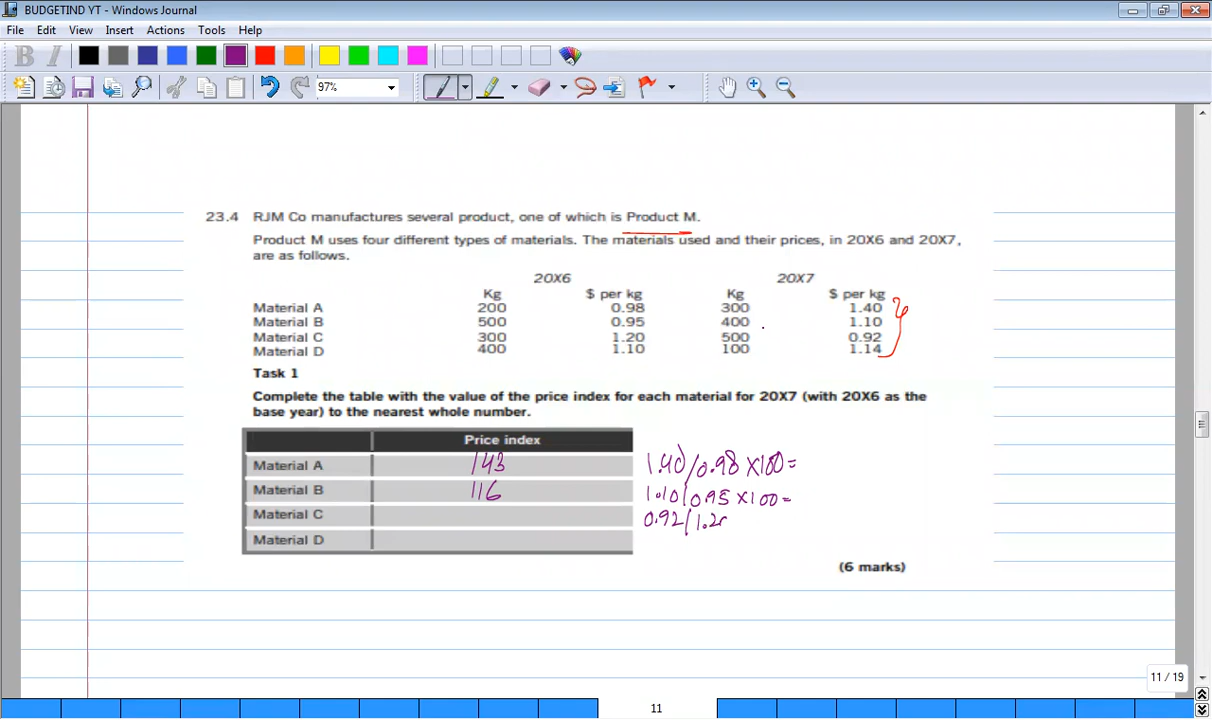 BUDGETIND YT - Windows Journal
File Edit View Insert Actions Tools Help
B I
97%
23.4 RJM Co manufactures several product, one of which is Product M.
Product M uses four different types of materials. The materials used and their prices, in 20X6 and 20X7,
are as follows.
20X6 20X7
Kg $ per kg Kg $ per kg
Material A 200 0.98 300 1.40
Material B 500 0.95 400 1.10
Material C 300 1.20 500 0.92
Material D 400 1.10 100 1.14
Task 1
Complete the table with the value of the price index for each material for 20X7 (with 20X6 as the
base year) to the nearest whole number.
Price index
Material A 143 1.40/0.98 X100=
Material B 116 1.10/0.95 X100=
Material C 0.92/1.2
Material D
(6 marks)
11 / 19
11